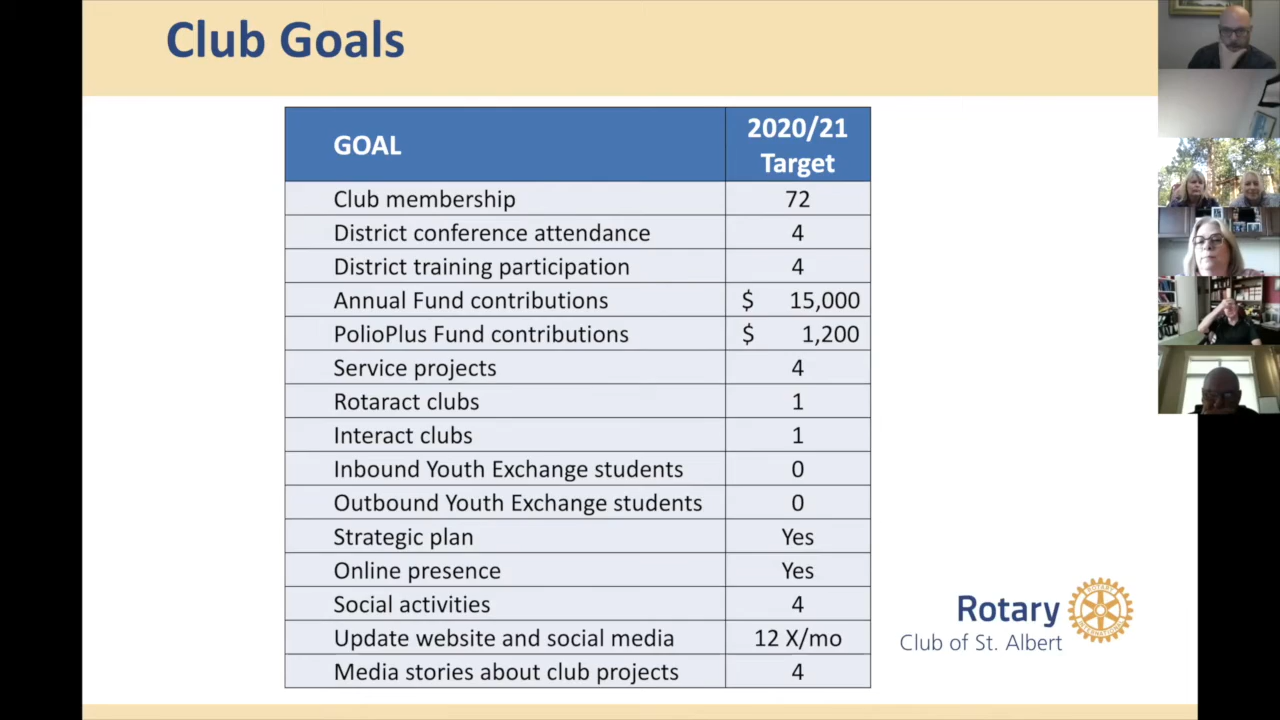 Club Goals
GOAL
2020/21
Target
Club membership 72
District conference attendance 4
District training participation 4
Annual Fund contributions $ 15,000
PolioPlus Fund contributions $ 1,200
Service projects 4
Rotaract clubs 1
Interact clubs 1
Inbound Youth Exchange students 0
Outbound Youth Exchange students 0
Strategic plan Yes
Online presence Yes
Social activities 4
Update website and social media 12 X/mo
Media stories about club projects 4
Rotary
Club of St. Albert
ROTARY
INTERNATIONAL